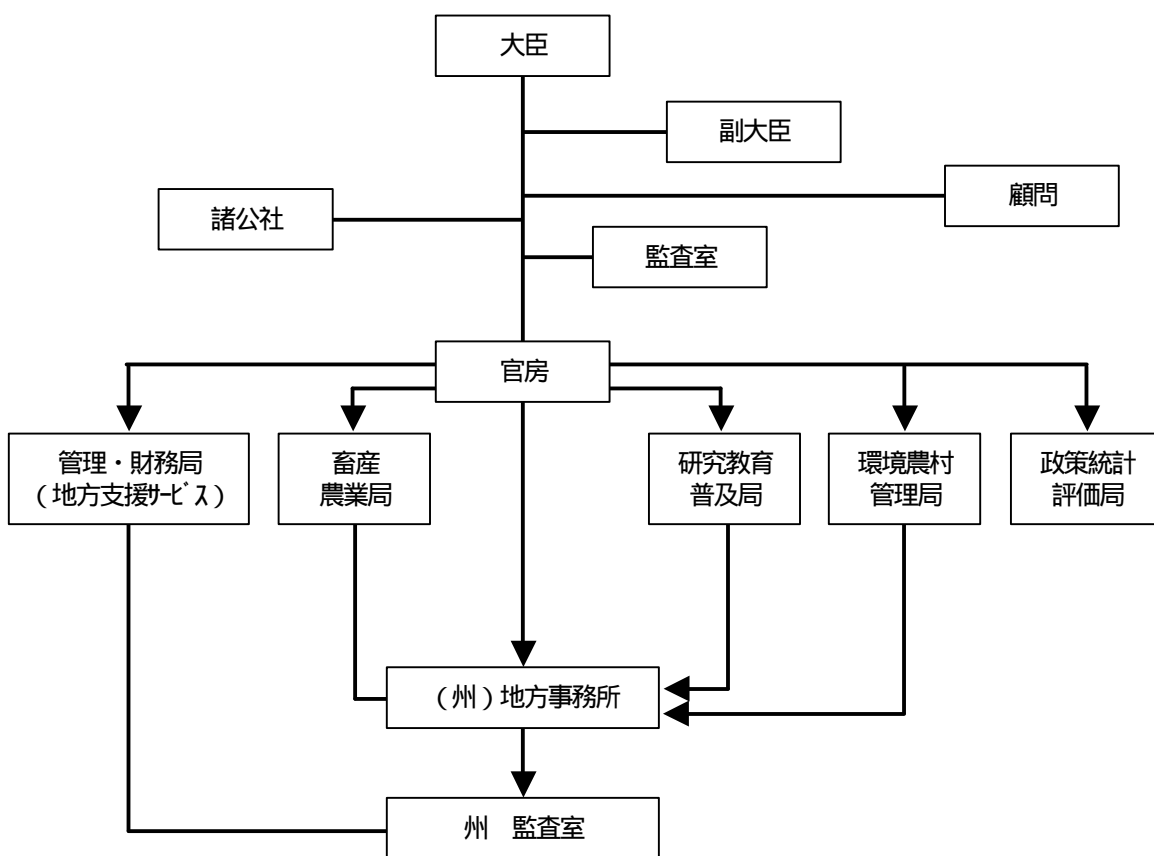 大臣
副大臣
顧問
諸公社
監査室
官房
管理・財務局
(地方支援サービス)
畜産
農業局
研究教育
普及局
環境農村
管理局
政策統計
評価局
(州)地方事務所
州 監査室